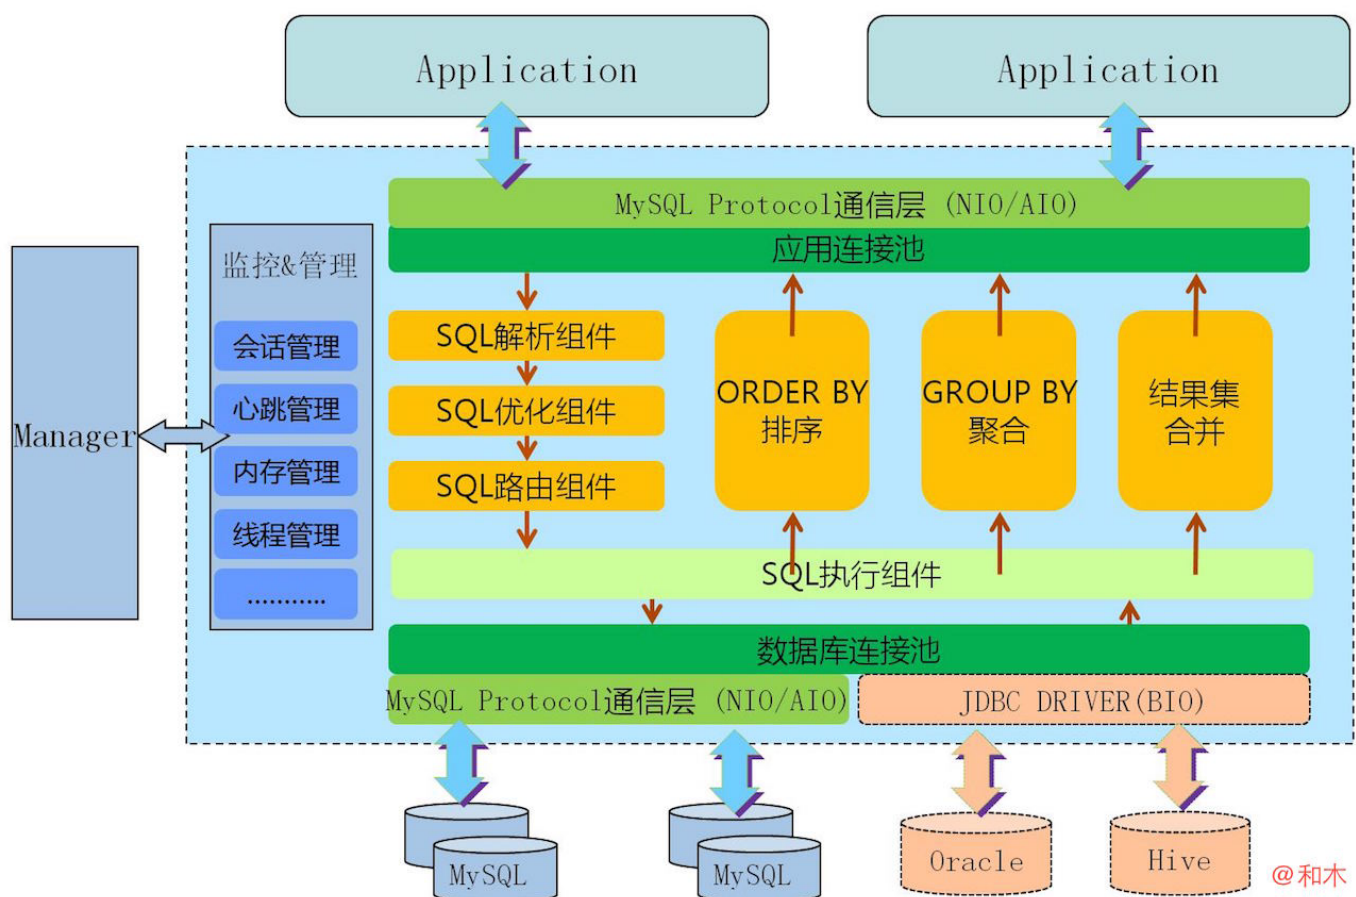 Application
Application
MySQL Protocol通信层 (NIO/AIO)
应用连接池
监控&管理
会话管理
心跳管理
内存管理
线程管理
...........
Manager
SQL解析组件
SQL优化组件
SQL路由组件
ORDER BY
排序
GROUP BY
聚合
结果集
合并
SQL执行组件
数据库连接池
MySQL Protocol通信层 (NIO/AIO)
JDBC DRIVER(BIO)
MySQL
MySQL
Oracle
Hive
@和木